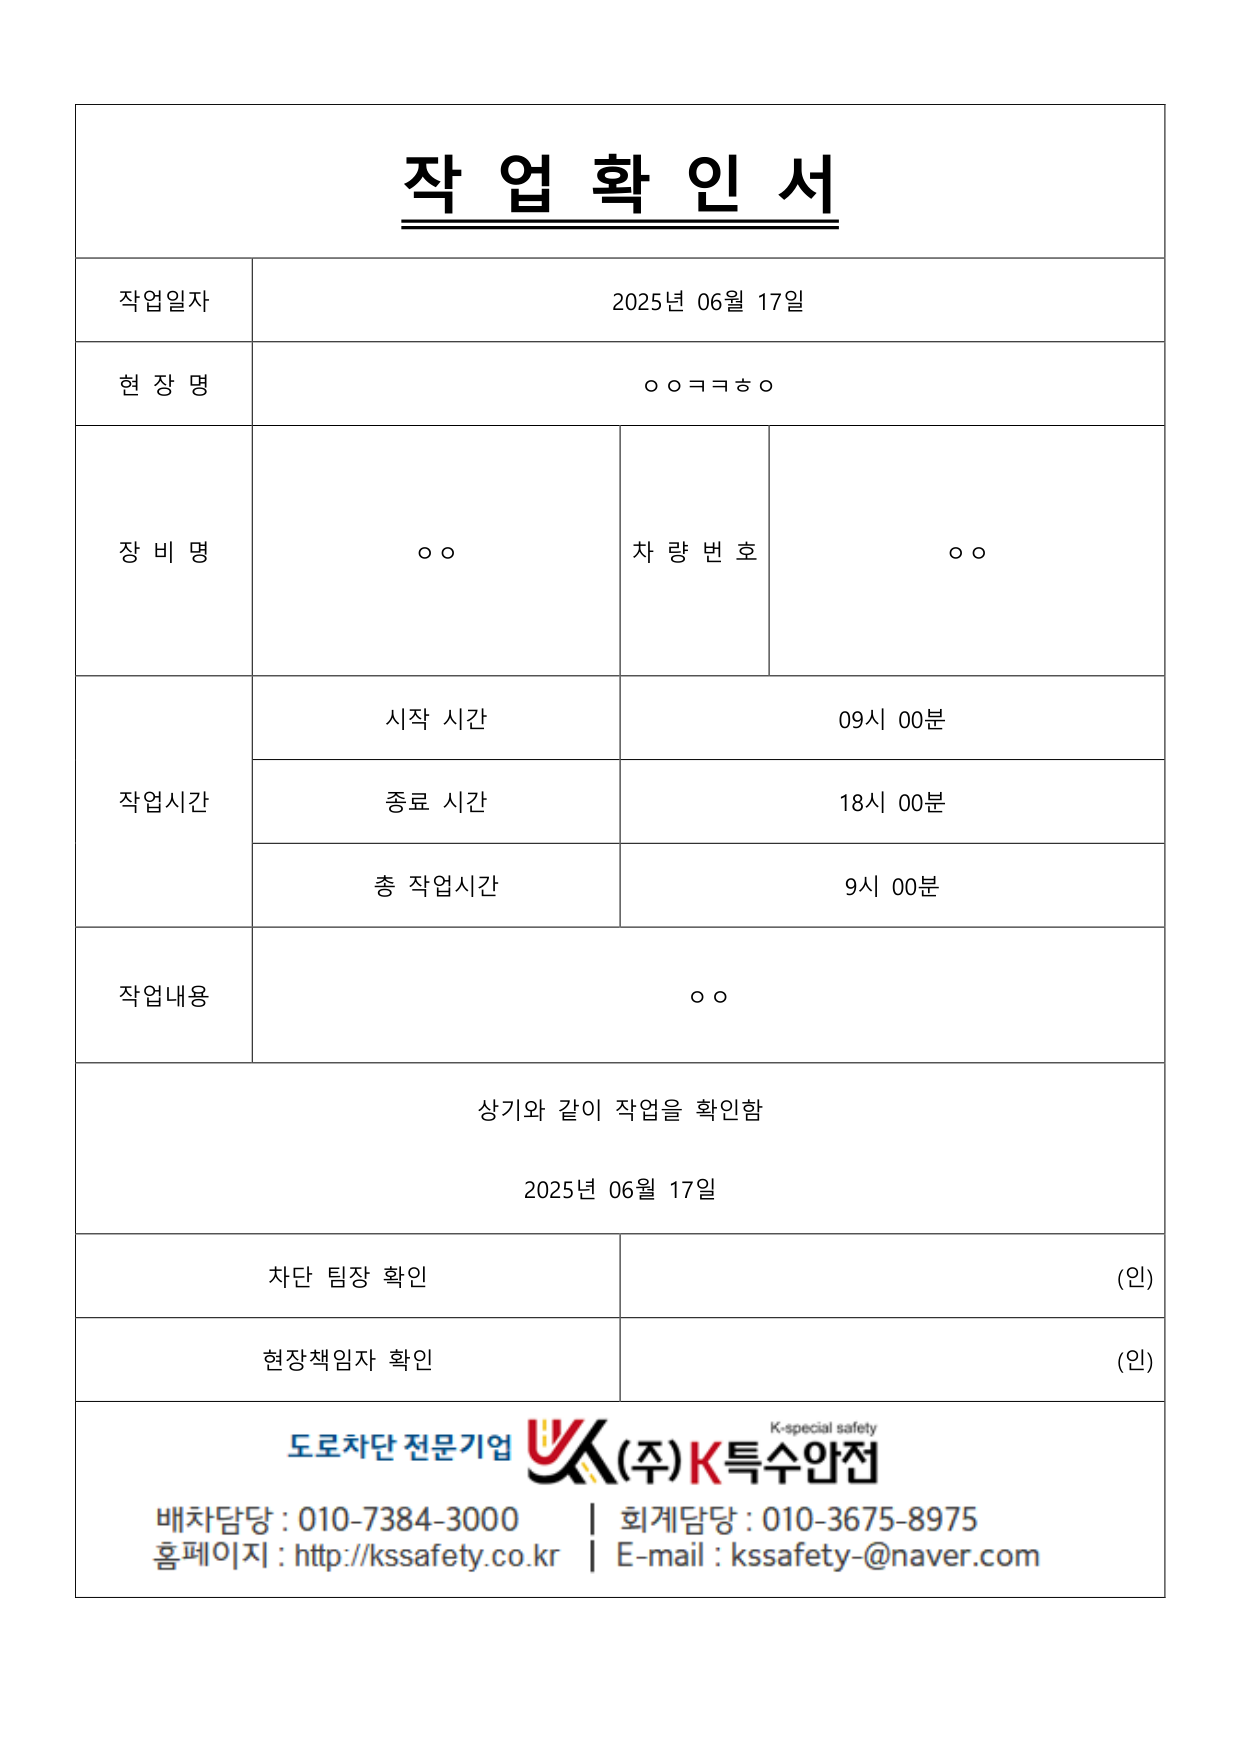 작 업 확 인 서
작업일자 2025년 06월 17일
현 장 명 ㅇㅇㅋㅋㅎㅇ
장 비 명 ㅇㅇ 차 량 번 호 ㅇㅇ
작업시간
시작 시간 09시 00분
종료 시간 18시 00분
총 작업시간 9시 00분
작업내용 ㅇㅇ
상기와 같이 작업을 확인함
2025년 06월 17일
차단 팀장 확인 (인)
현장책임자 확인 (인)
K-special safety
도로차단 전문기업 (주)K특수안전
배차담당 : 010-7384-3000 | 회계담당 : 010-3675-8975
홈페이지 : http://kssafety.co.kr | E-mail : kssafety-@naver.com